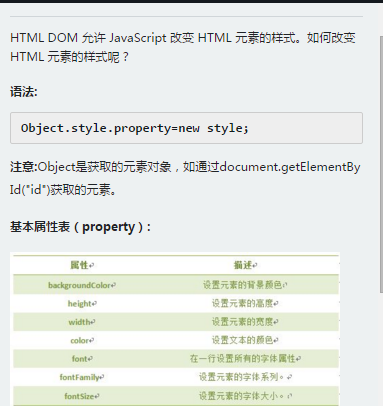 HTML DOM 允许 JavaScript 改变 HTML 元素的样式。如何改变
HTML 元素的样式呢？
语法:
Object.style.property=new style;
注意:Object是获取的元素对象，如通过document.getElementBy
Id("id")获取的元素。
基本属性表（property）:
属性 描述
backgroundColor 设置元素的背景颜色
height 设置元素的高度
width 设置元素的宽度
color 设置文本的颜色
font 在一行设置所有的字体属性
fontFamily 设置元素的字体系列。
fontSize 设置元素的字体大小。